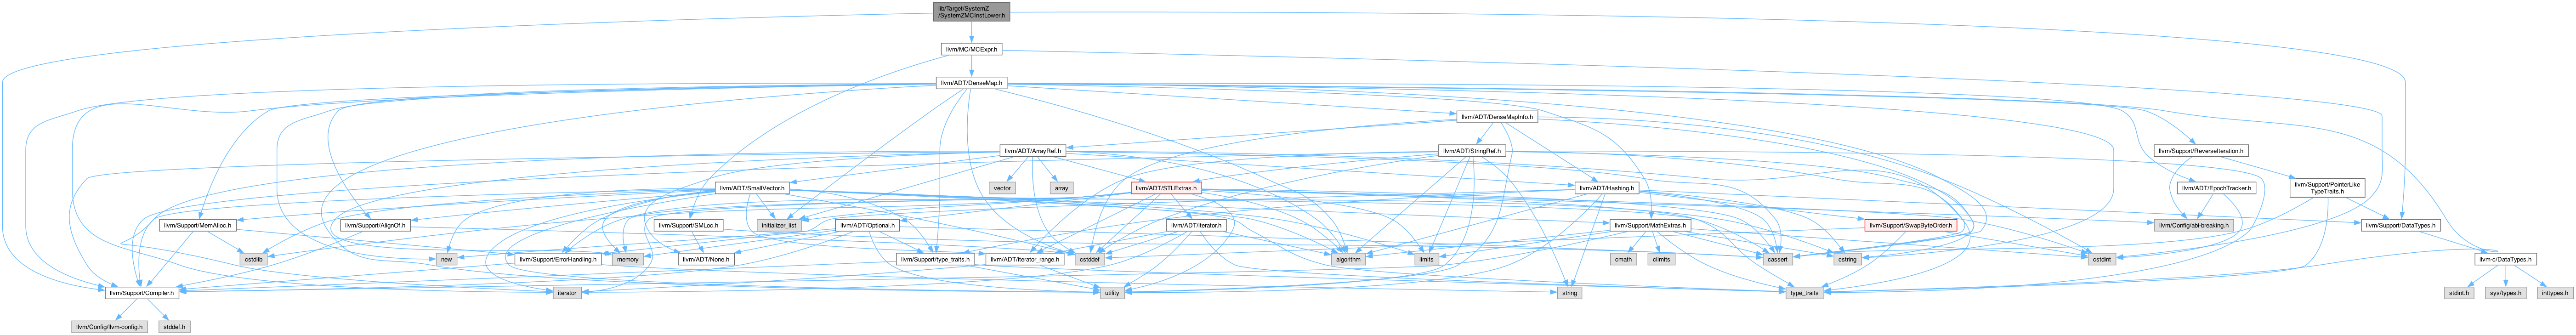 lib/Target/SystemZ
/SystemZMCInstLower.h
llvm/MC/MCExpr.h
llvm/ADT/DenseMap.h
llvm/ADT/DenseMapInfo.h
llvm/ADT/ArrayRef.h
llvm/ADT/StringRef.h
llvm/Support/ReverseIteration.h
llvm/ADT/SmallVector.h
vector
array
llvm/ADT/STLExtras.h
llvm/ADT/Hashing.h
llvm/ADT/EpochTracker.h
llvm/Support/PointerLike
TypeTraits.h
llvm/Support/MemAlloc.h
llvm/Support/AlignOf.h
llvm/Support/SMLoc.h
initializer_list
llvm/ADT/Optional.h
llvm/ADT/iterator.h
llvm/Support/MathExtras.h
llvm/Support/SwapByteOrder.h
llvm/Config/abi-breaking.h
llvm/Support/DataTypes.h
cstdlib
new
llvm/Support/ErrorHandling.h
memory
llvm/ADT/None.h
llvm/Support/type_traits.h
llvm/ADT/iterator_range.h
cstddef
algorithm
limits
cmath
climits
cassert
cstring
cstdint
llvm-c/DataTypes.h
llvm/Support/Compiler.h
iterator
utility
string
type_traits
stdint.h
sys/types.h
inttypes.h
llvm/Config/llvm-config.h
stddef.h